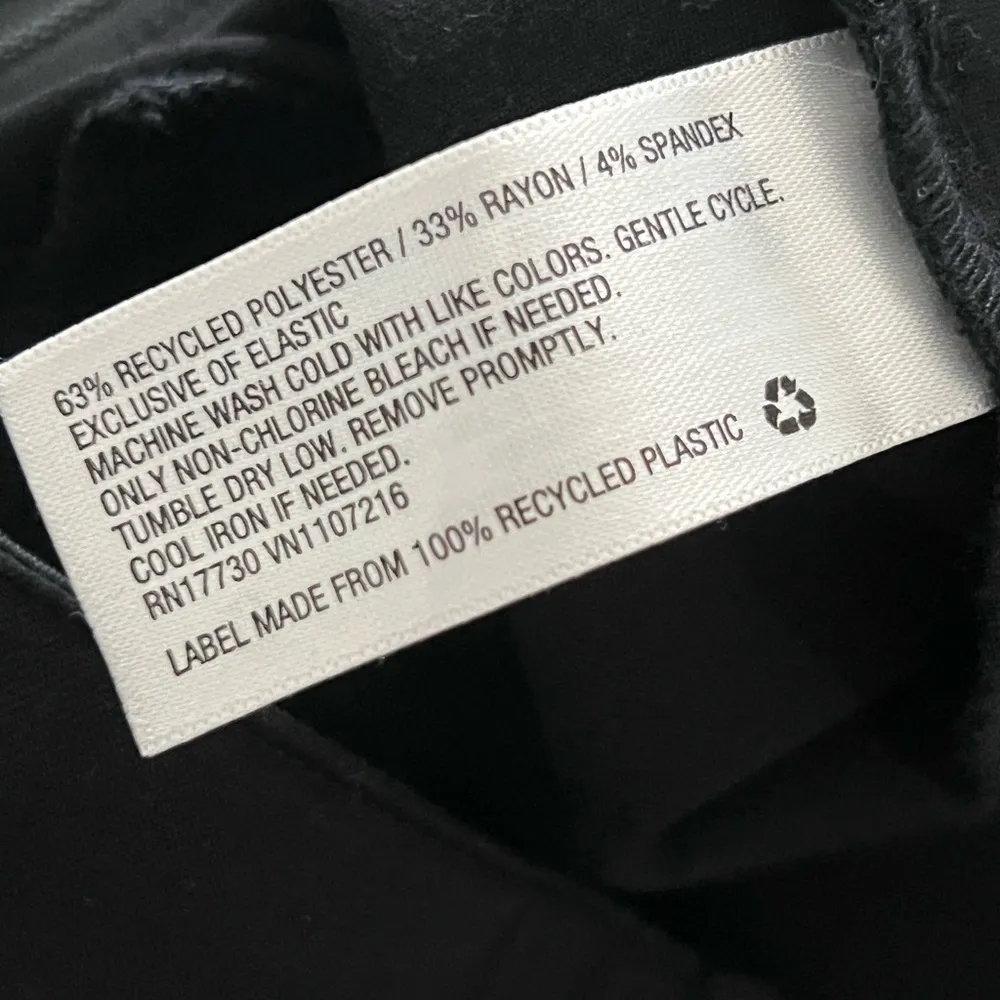 63% RECYCLED POLYESTER / 33% RAYON / 4% SPANDEX
EXCLUSIVE OF ELASTIC
MACHINE WASH COLD WITH LIKE COLORS. GENTLE CYCLE.
ONLY NON-CHLORINE BLEACH IF NEEDED.
TUMBLE DRY LOW. REMOVE PROMPTLY.
COOL IRON IF NEEDED.
RN17730 VN1107216
LABEL MADE FROM 100% RECYCLED PLASTIC